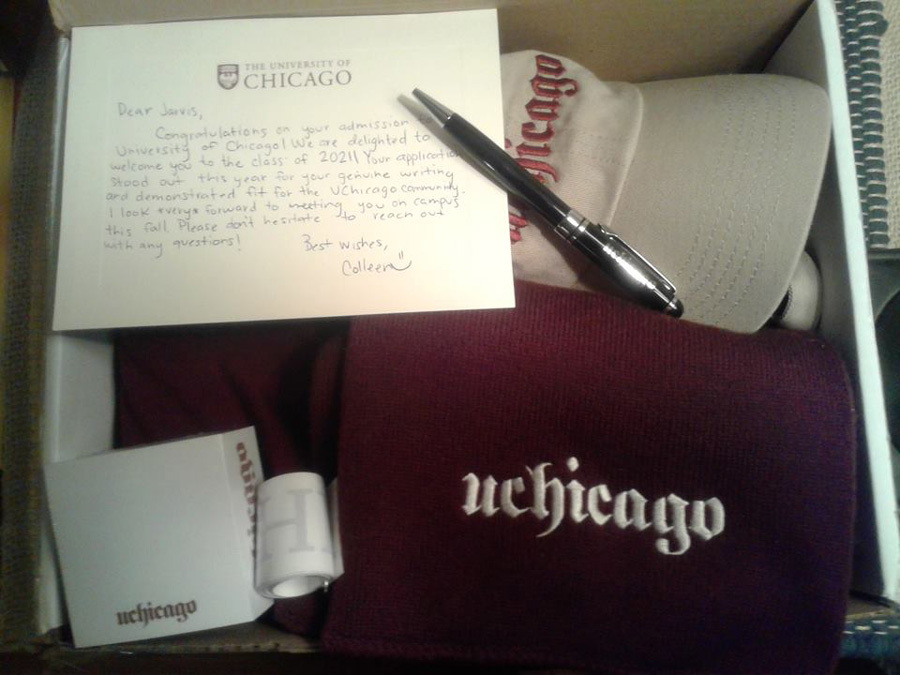 THE UNIVERSITY OF
CHICAGO
Dear Jarvis,
Congratulations on your admission to
University of Chicago! We are delighted to
welcome you to the class of 2021! Your application
stood out this year for your genuine writing
and demonstrated fit for the UChicago community.
I look *very* forward to meeting you on campus
this fall. Please don't hesitate to reach out
with any questions!
Best wishes,
Colleen
uchicago
uchicago
uchicago
uchicago
H